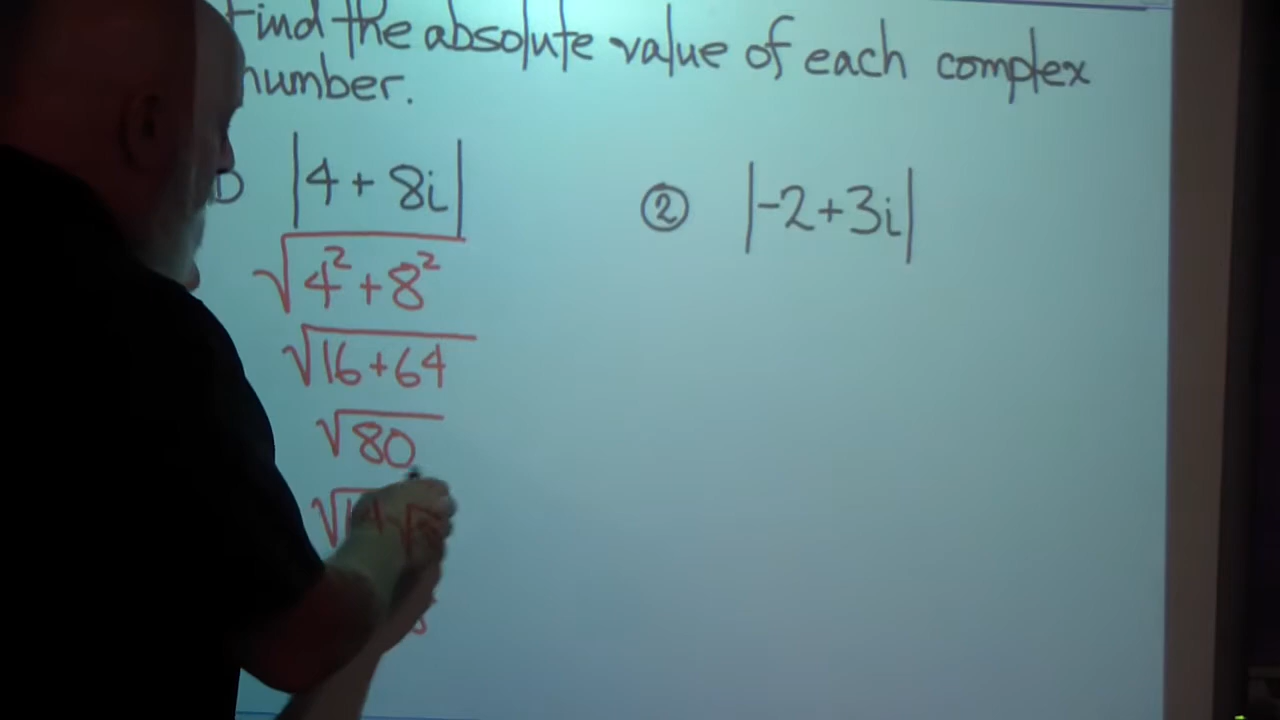 Find the absolute value of each complex
number.
|4 + 8i|
② |-2+3i|
√4²+8²
√16+64
√80